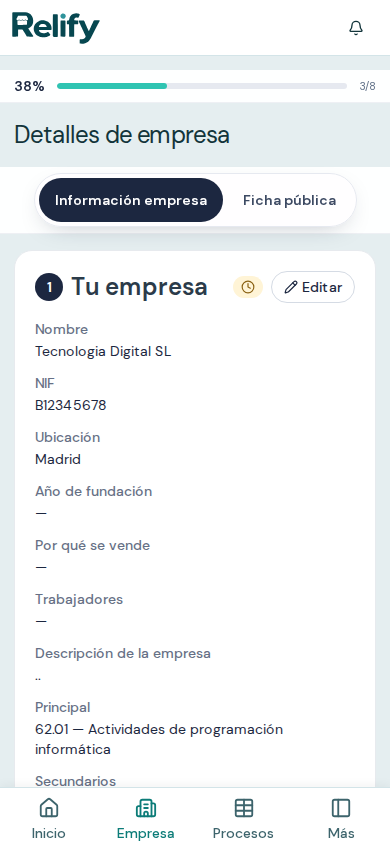 Relify
38%
3/8
Detalles de empresa
Información empresa
Ficha pública
1
Tu empresa
Editar
Nombre
Tecnologia Digital SL
NIF
B12345678
Ubicación
Madrid
Año de fundación
—
Por qué se vende
—
Trabajadores
—
Descripción de la empresa
..
Principal
62.01 — Actividades de programación
informática
Secundarios
Inicio
Empresa
Procesos
Más